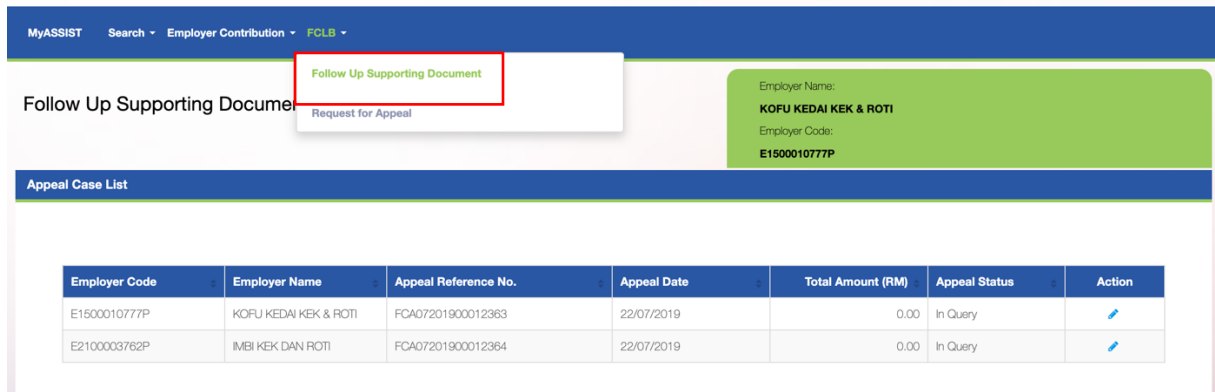 MyASSIST Search Employer Contribution FCLB
Follow Up Supporting Document
Request for Appeal
Follow Up Supporting Docume
Employer Name:
KOFU KEDAI KEK & ROTI
Employer Code:
E1500010777P
Appeal Case List
Employer Code Employer Name Appeal Reference No. Appeal Date Total Amount (RM) Appeal Status Action
E1500010777P KOFU KEDAI KEK & ROTI FCA07201900012363 22/07/2019 0.00 In Query
E2100003762P IMBI KEK DAN ROTI FCA07201900012364 22/07/2019 0.00 In Query